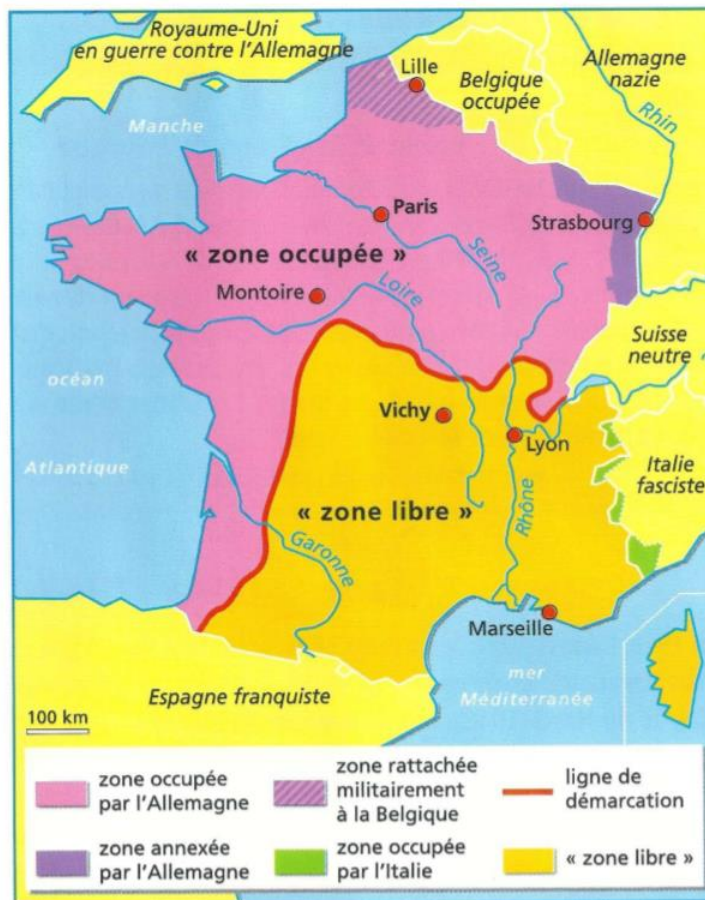 Royaume-Uni
en guerre contre l'Allemagne
Lille
Belgique
occupée
Allemagne
nazie
Rhin
Manche
Paris
Strasbourg
« zone occupée »
Seine
Montoire
Loire
Suisse
neutre
océan
Atlantique
Vichy
Lyon
Italie
fasciste
« zone libre »
Rhône
Garonne
Marseille
mer
Méditerranée
Espagne franquiste
100 km
zone occupée
par l'Allemagne
zone rattachée
militairement
à la Belgique
ligne de
démarcation
zone annexée
par l'Allemagne
zone occupée
par l'Italie
« zone libre »